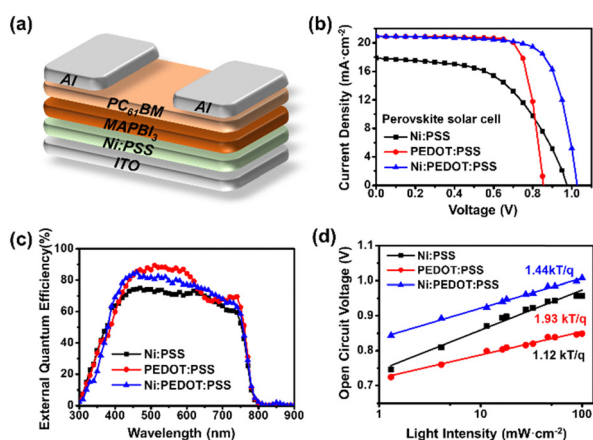 (a)
Al
Al
PC61BM
MAPBI3
Ni:PSS
ITO
(b)
Current Density (mA·cm-2)
24
20
16
12
8
4
0
Perovskite solar cell
Ni:PSS
PEDOT:PSS
Ni:PEDOT:PSS
0.0 0.2 0.4 0.6 0.8 1.0
Voltage (V)
(c)
External Quantum Efficiency(%)
100
80
60
40
20
0
Ni:PSS
PEDOT:PSS
Ni:PEDOT:PSS
300 400 500 600 700 800 900
Wavelength (nm)
(d)
Open Circuit Voltage (V)
1.1
1.0
0.9
0.8
0.7
Ni:PSS
PEDOT:PSS
Ni:PEDOT:PSS
1.44kT/q
1.93 kT/q
1.12 kT/q
1 10 100
Light Intensity (mW·cm-2)